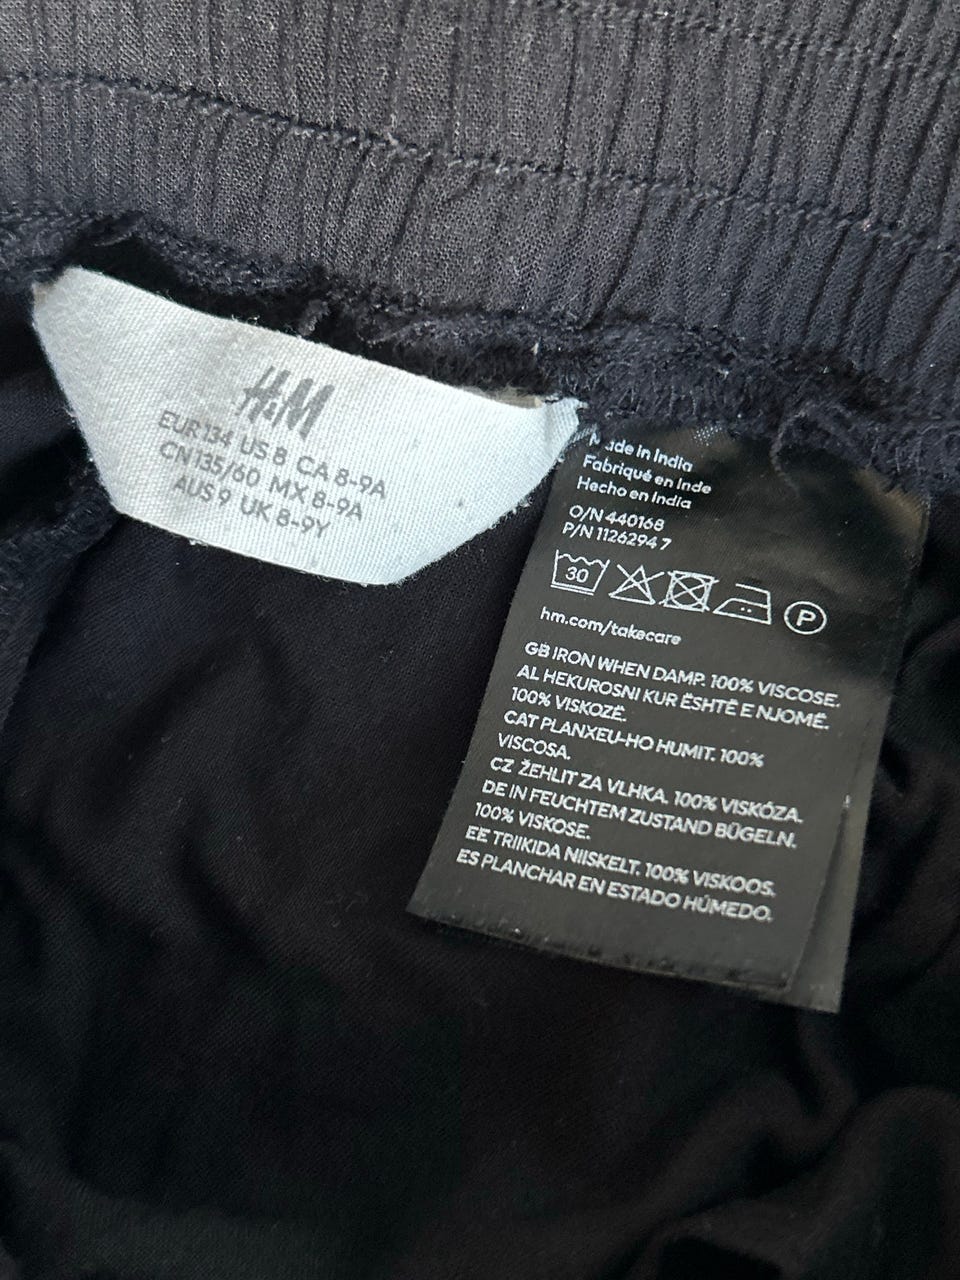 H&M
EUR 134 US 8 CA 8-9A
CN 135/60 MX 8-9A
AUS 9 UK 8-9Y
Made in India
Fabriqué en Inde
Hecho en India
O/N 440168
P/N 1126294 7
30
P
hm.com/takecare
GB IRON WHEN DAMP. 100% VISCOSE.
AL HEKUROSNI KUR ËSHTË E NJOMË.
100% VISKOZË.
CAT PLANXEU-HO HUMIT. 100%
VISCOSA.
CZ ŽEHLIT ZA VLHKA. 100% VISKÓZA.
DE IN FEUCHTEM ZUSTAND BÜGELN.
100% VISKOSE.
EE TRIIKIDA NIISKELT. 100% VISKOOS.
ES PLANCHAR EN ESTADO HÚMEDO.